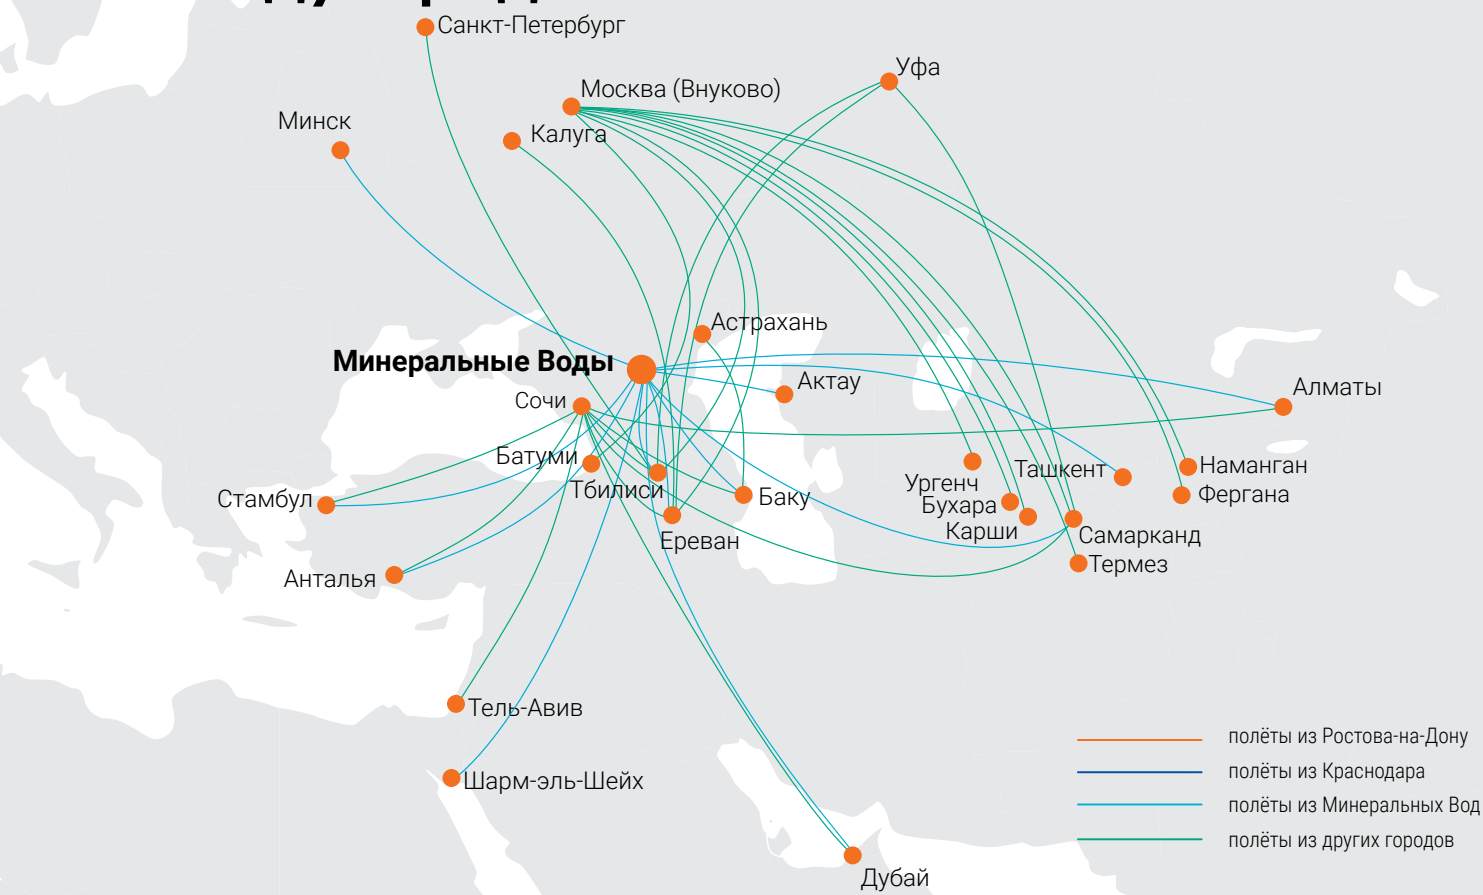 Санкт-Петербург
Уфа
Москва (Внуково)
Минск
Калуга
Астрахань
Минеральные Воды
Актау
Алматы
Сочи
Батуми
Ташкент
Наманган
Тбилиси
Ургенч
Стамбул
Баку
Фергана
Бухара
Карши
Самарканд
Ереван
Термез
Анталья
Тель-Авив
Шарм-эль-Шейх
Дубай
полёты из Ростова-на-Дону
полёты из Краснодара
полёты из Минеральных Вод
полёты из других городов